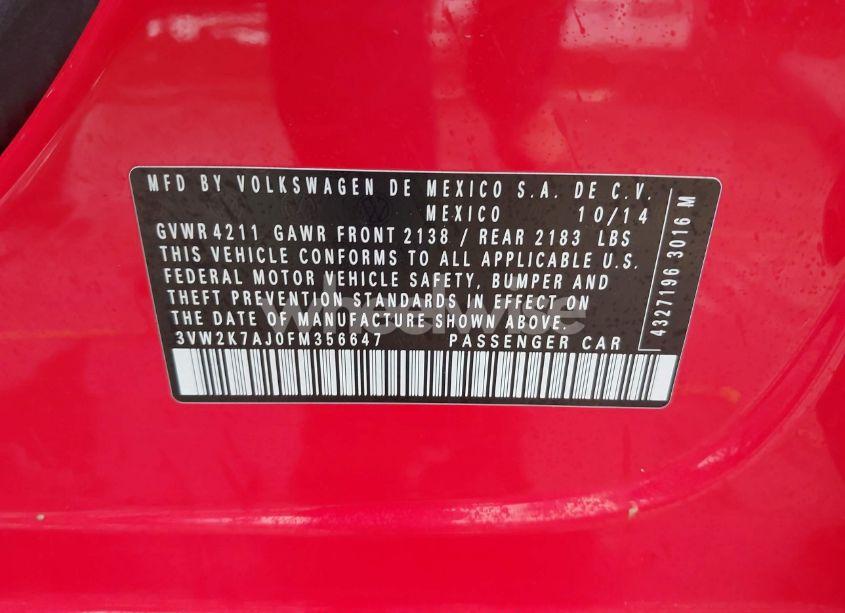 MFD BY VOLKSWAGEN DE MEXICO S.A. DE C.V.
MEXICO 10/14
GVWR 4211 GAWR FRONT 2138 / REAR 2183 LBS
THIS VEHICLE CONFORMS TO ALL APPLICABLE U.S.
FEDERAL MOTOR VEHICLE SAFETY, BUMPER AND
THEFT PREVENTION STANDARDS IN EFFECT ON
THE DATE OF MANUFACTURE SHOWN ABOVE.
3VW2K7AJ0FM356647 PASSENGER CAR
4327196 3016 M